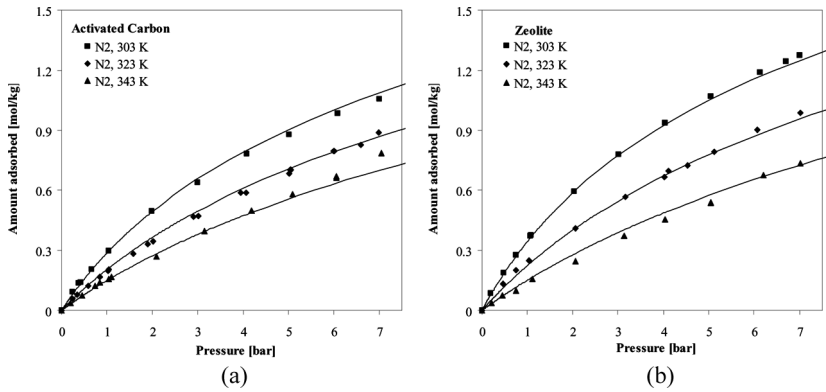 Activated Carbon
N2, 303 K
N2, 323 K
N2, 343 K
Amount adsorbed [mol/kg]
1.5
1.2
0.9
0.6
0.3
0
0 1 2 3 4 5 6 7
Pressure [bar]
(a)
Zeolite
N2, 303 K
N2, 323 K
N2, 343 K
Amount adsorbed [mol/kg]
1.5
1.2
0.9
0.6
0.3
0
0 1 2 3 4 5 6 7
Pressure [bar]
(b)